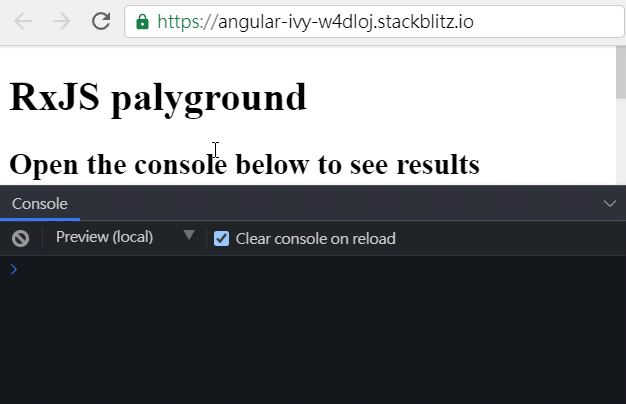 https://angular-ivy-w4dloj.stackblitz.io
RxJS palyground
Open the console below to see results
Console
Preview (local)
Clear console on reload